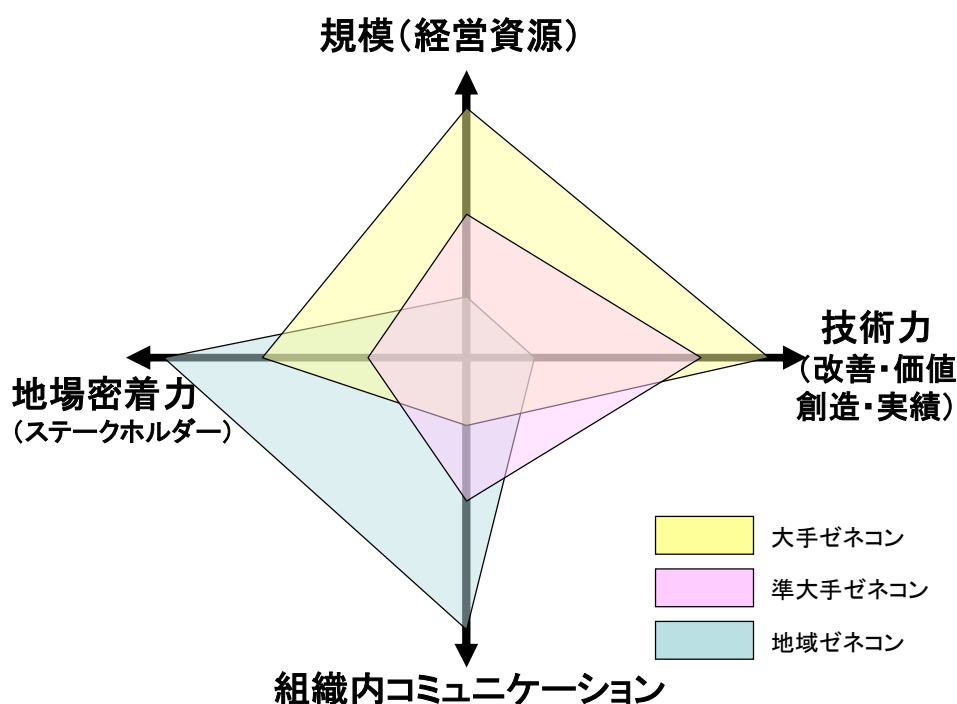 規模（経営資源）
技術力
（改善・価値
創造・実績）
地場密着力
（ステークホルダー）
大手ゼネコン
準大手ゼネコン
地域ゼネコン
組織内コミュニケーション